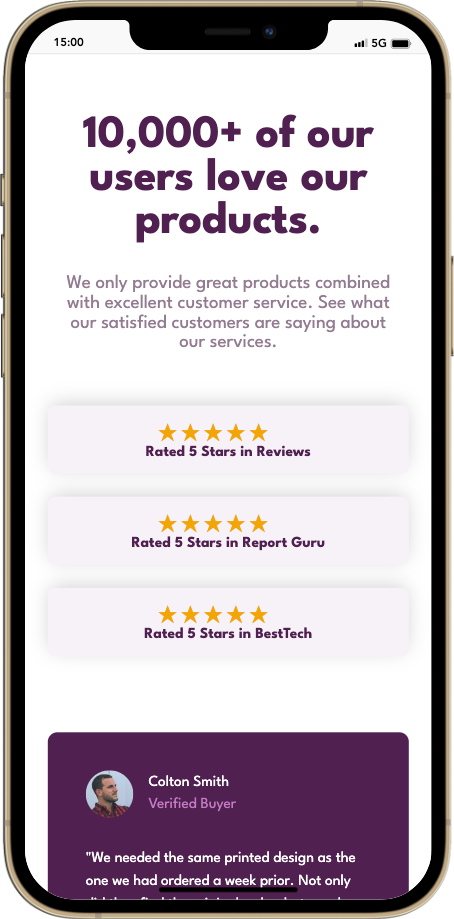 15:00
5G
10,000+ of our
users love our
products.
We only provide great products combined
with excellent customer service. See what
our satisfied customers are saying about
our services.
Rated 5 Stars in Reviews
Rated 5 Stars in Report Guru
Rated 5 Stars in BestTech
Colton Smith
Verified Buyer
"We needed the same printed design as the
one we had ordered a week prior. Not only